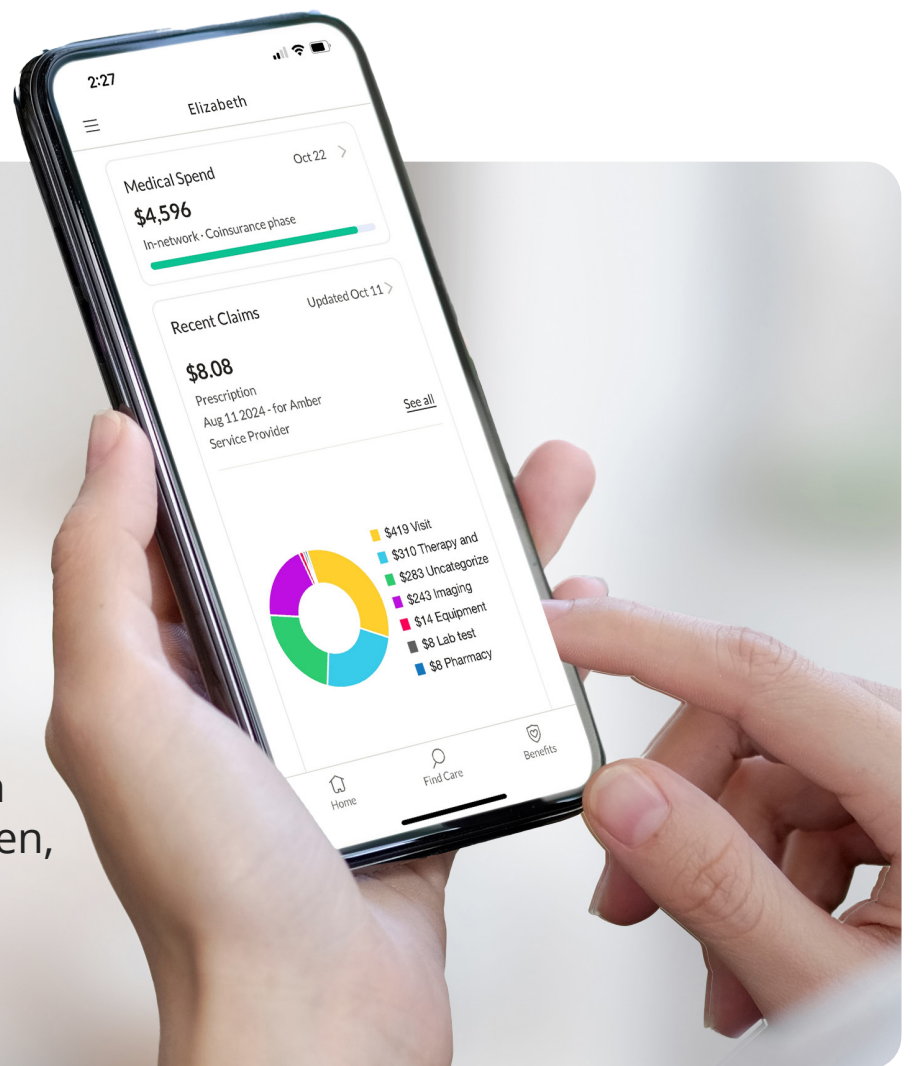 2:27
Elizabeth
Medical Spend
Oct 22
$4,596
In-network · Coinsurance phase
Recent Claims
Updated Oct 11
$8.08
Prescription
Aug 11 2024 - for Amber
See all
Service Provider
$419 Visit
$310 Therapy and
$283 Uncategorize
$243 Imaging
$14 Equipment
$8 Lab test
$8 Pharmacy
Home
Find Care
Benefits
en,